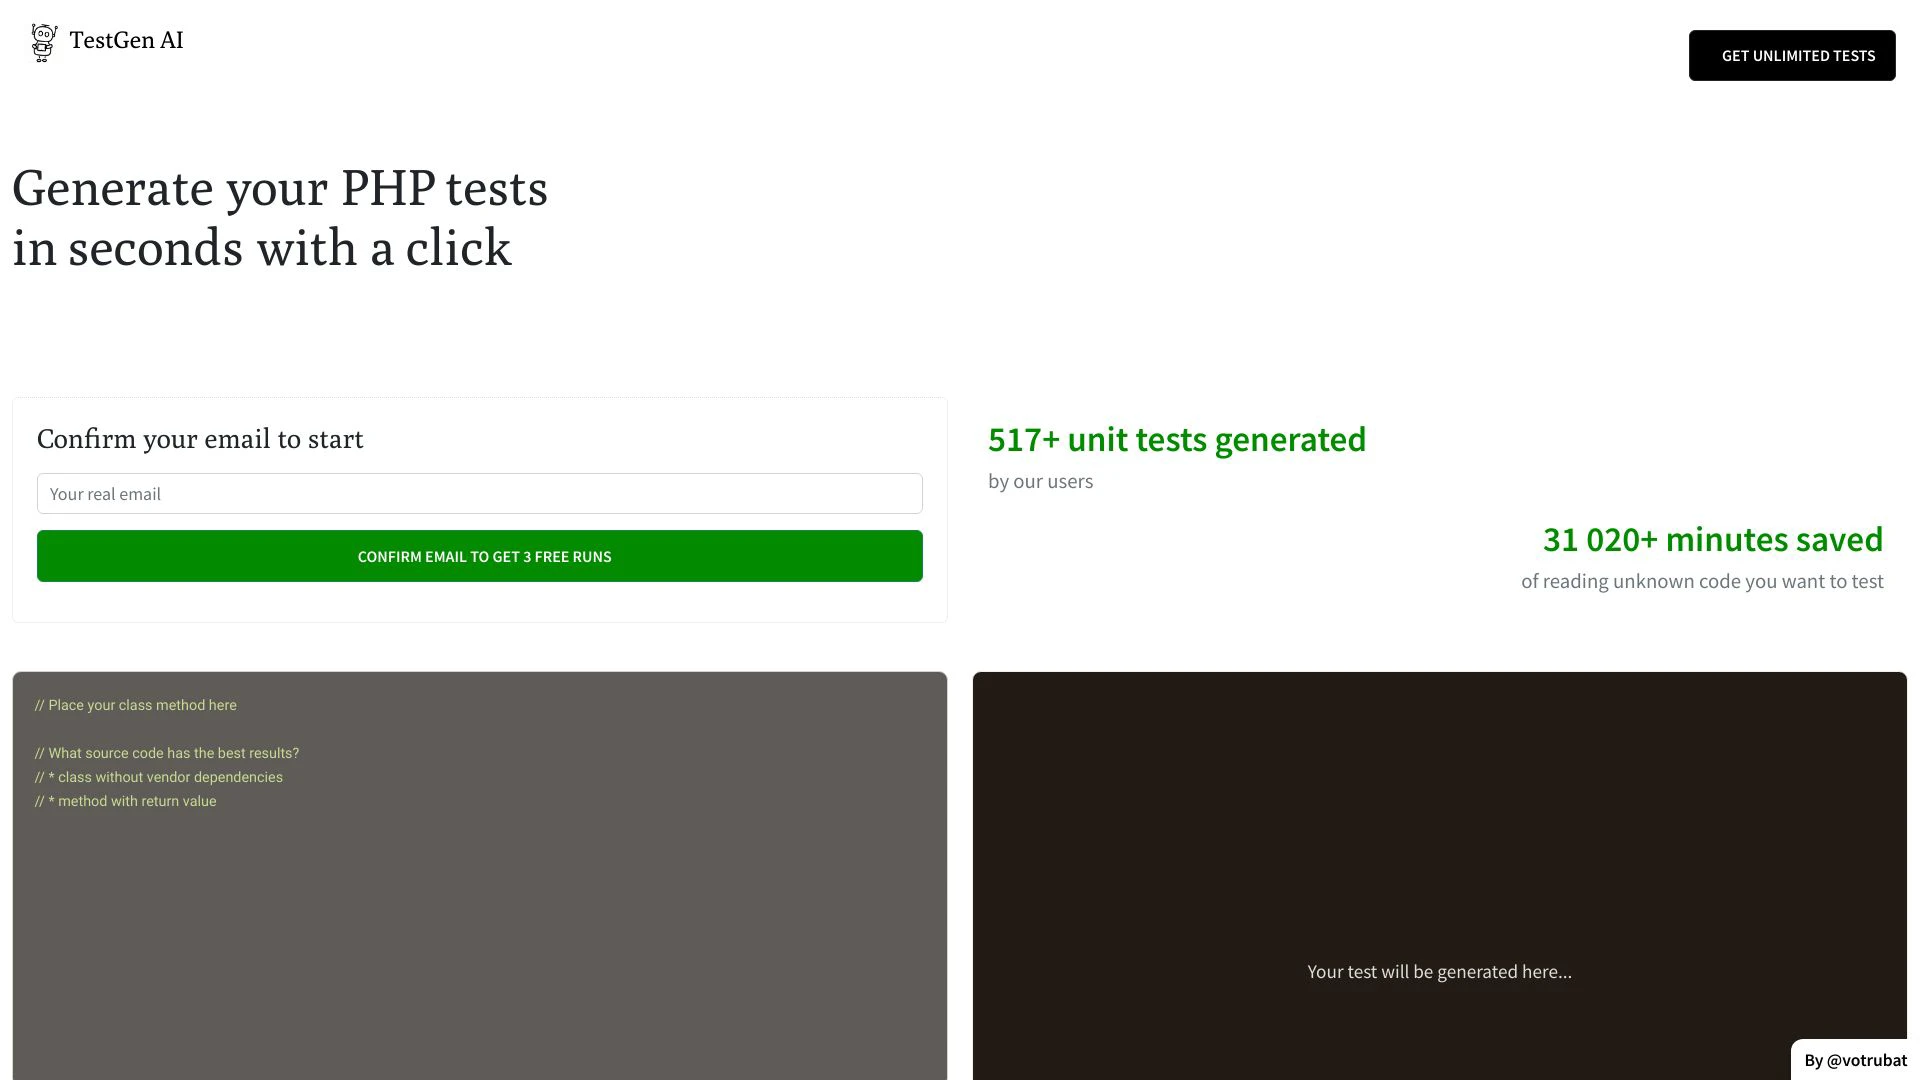 TestGen AI
GET UNLIMITED TESTS
Generate your PHP tests
in seconds with a click
Confirm your email to start
Your real email
CONFIRM EMAIL TO GET 3 FREE RUNS
517+ unit tests generated
by our users
31 020+ minutes saved
of reading unknown code you want to test
// Place your class method here
// What source code has the best results?
// * class without vendor dependencies
// * method with return value
Your test will be generated here...
By @votrubat